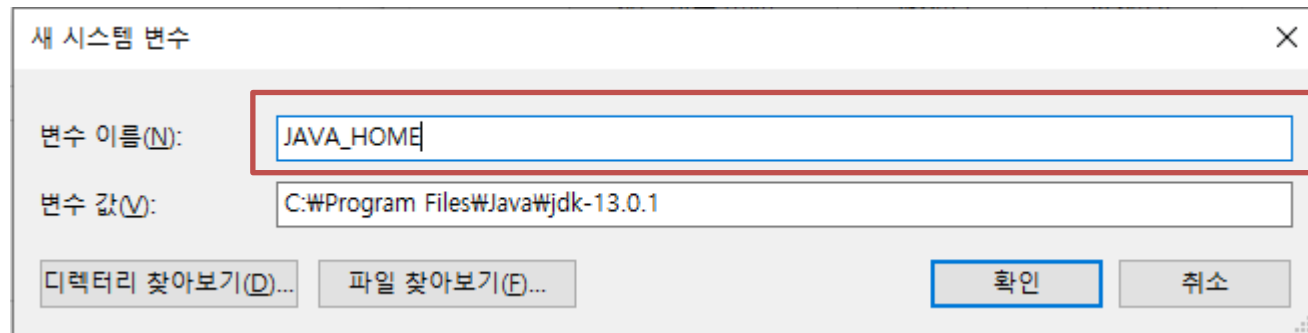 새 시스템 변수
변수 이름(N): JAVA_HOME
변수 값(V): C:₩Program Files₩Java₩jdk-13.0.1
디렉터리 찾아보기(D)... 파일 찾아보기(F)... 확인 취소